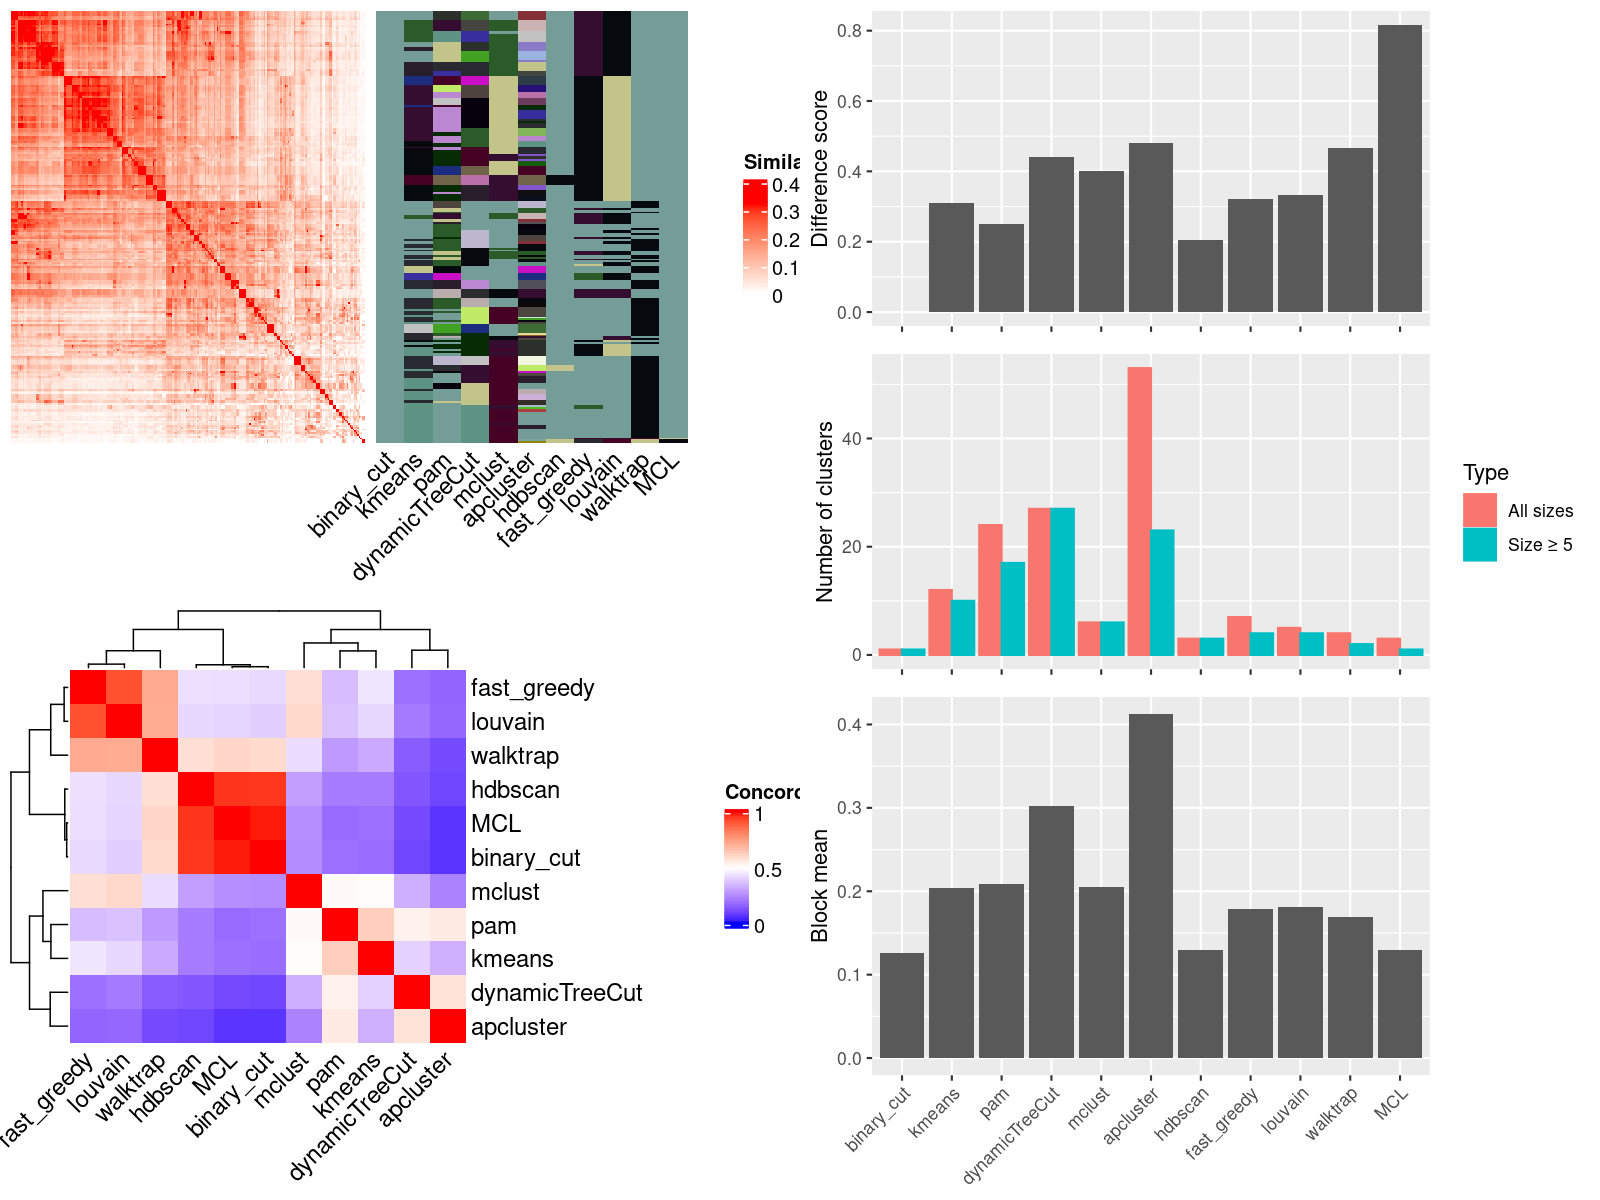 Simila
0.4
0.3
0.2
0.1
0
binary_cut
kmeans
pam
dynamicTreeCut
mclust
apcluster
hdbscan
fast_greedy
louvain
walktrap
MCL
fast_greedy
louvain
walktrap
hdbscan
MCL
binary_cut
mclust
pam
kmeans
dynamicTreeCut
apcluster
Concord
1
0.5
0
fast_greedy
louvain
walktrap
hdbscan
MCL
binary_cut
mclust
pam
kmeans
dynamicTreeCut
apcluster
Difference score
0.8
0.6
0.4
0.2
0.0
Number of clusters
40
20
0
Type
All sizes
Size ≥ 5
Block mean
0.4
0.3
0.2
0.1
0.0
binary_cut
kmeans
pam
dynamicTreeCut
mclust
apcluster
hdbscan
fast_greedy
louvain
walktrap
MCL